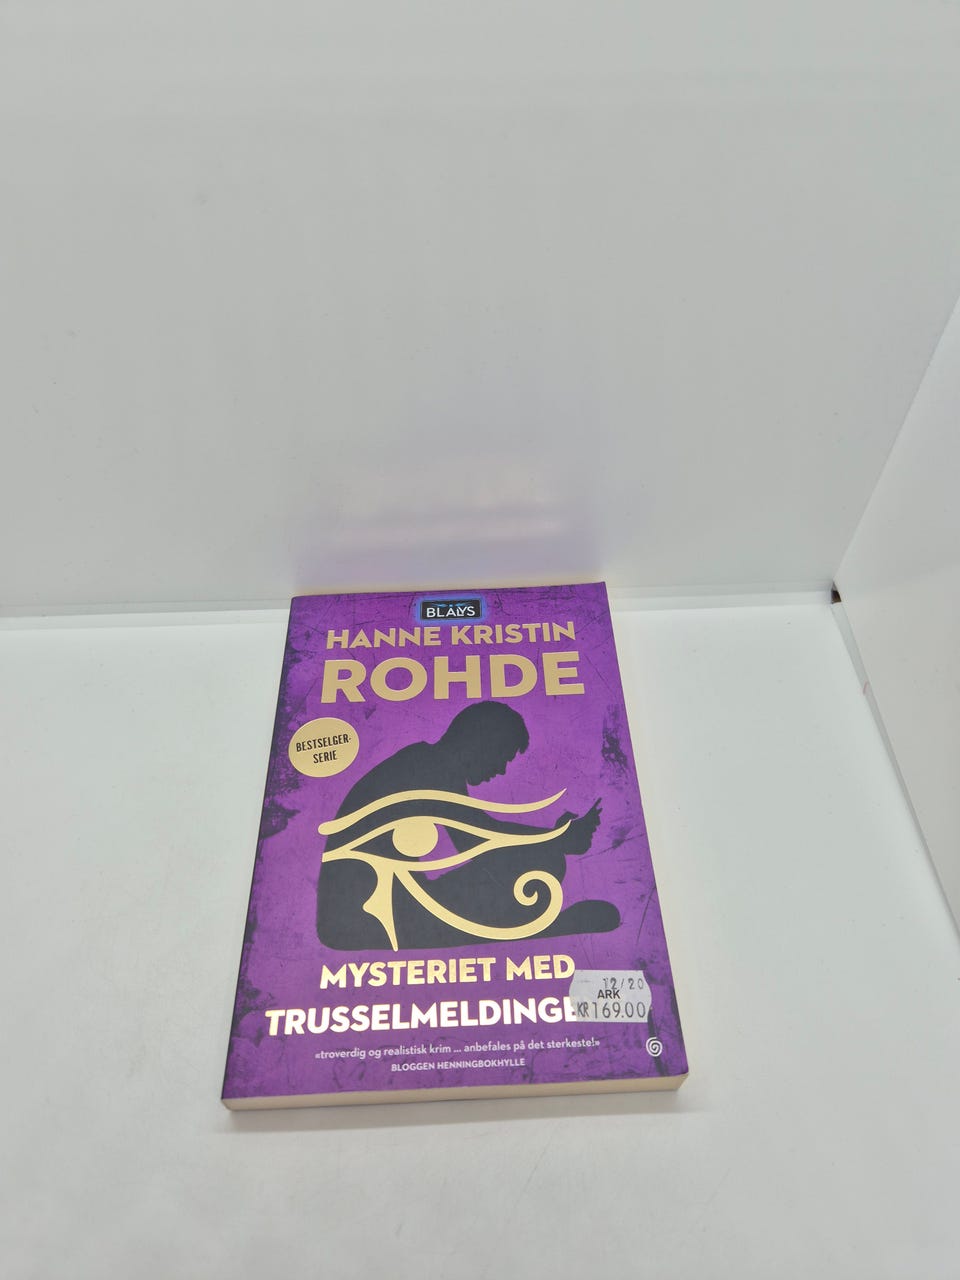 BLÅLYS
HANNE KRISTIN
ROHDE
BESTSELGER-
SERIE
MYSTERIET MED
TRUSSELMELDINGE
12/20
ARK
KR169.00
«troverdig og realistisk krim ... anbefales på det sterkeste!»
BLOGGEN HENNINGBOKHYLLE